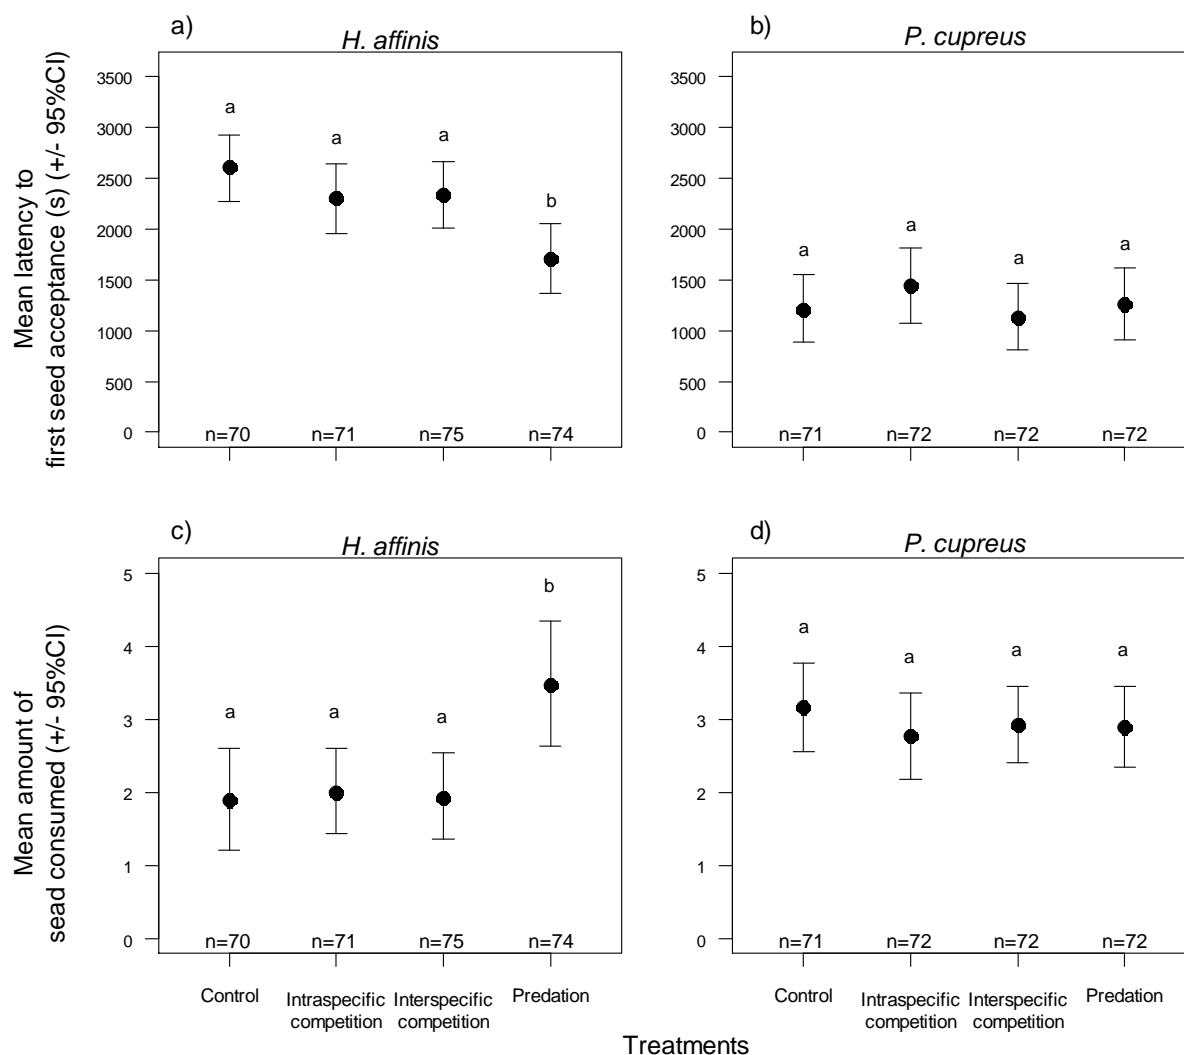 a)
H. affinis
b)
P. cupreus
Mean latency to
first seed acceptance (s) (+/- 95%CI)
3500
3000
2500
2000
1500
1000
500
0
a
a
a
b
n=70
n=71
n=75
n=74
3500
3000
2500
2000
1500
1000
500
0
a
a
a
a
n=71
n=72
n=72
n=72
c)
H. affinis
d)
P. cupreus
Mean amount of
sead consumed (+/- 95%CI)
5
4
3
2
1
0
a
a
a
b
n=70
n=71
n=75
n=74
Control
Intraspecific
competition
Interspecific
competition
Predation
5
4
3
2
1
0
a
a
a
a
n=71
n=72
n=72
n=72
Control
Intraspecific
competition
Interspecific
competition
Predation
Treatments